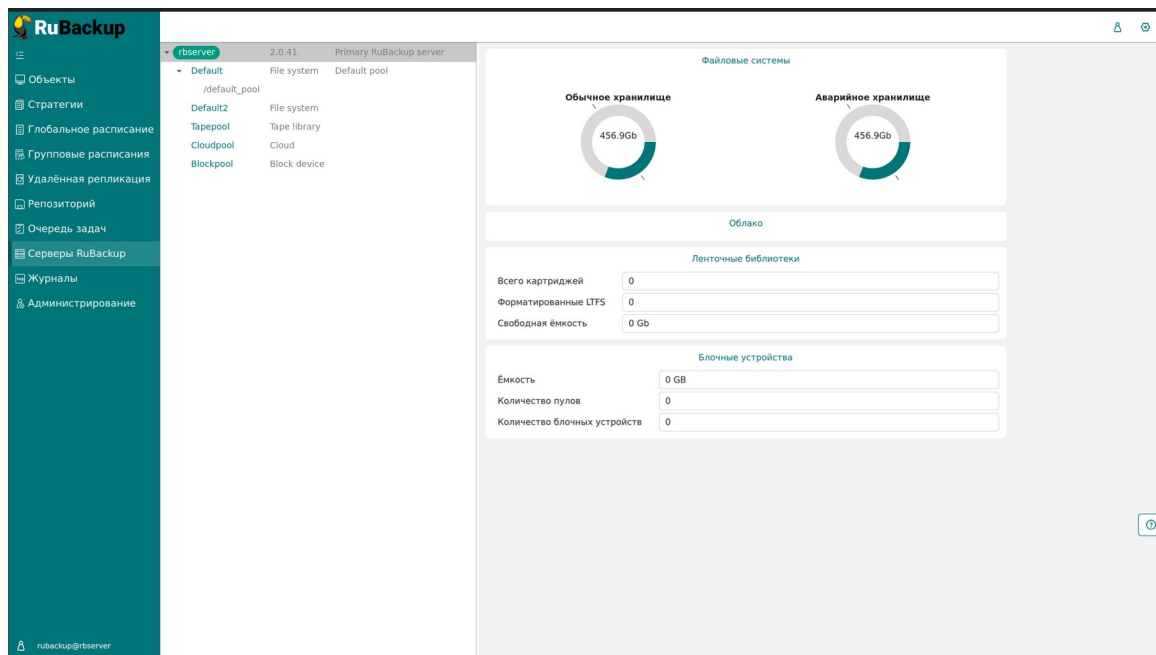 RuBackup
Объекты
Стратегии
Глобальное расписание
Групповые расписания
Удалённая репликация
Репозиторий
Очередь задач
Серверы RuBackup
Журналы
Администрирование
rubackup@rbserver
rbserver 2.0.41 Primary RuBackup server
Default File system Default pool
/default_pool
Default2 File system
Tapepool Tape library
Cloudpool Cloud
Blockpool Block device
Файловые системы
Обычное хранилище Аварийное хранилище
456.9Gb 456.9Gb
Облако
Ленточные библиотеки
Всего картриджей 0
Форматированные LTFS 0
Свободная ёмкость 0 Gb
Блочные устройства
Ёмкость 0 GB
Количество пулов 0
Количество блочных устройств 0